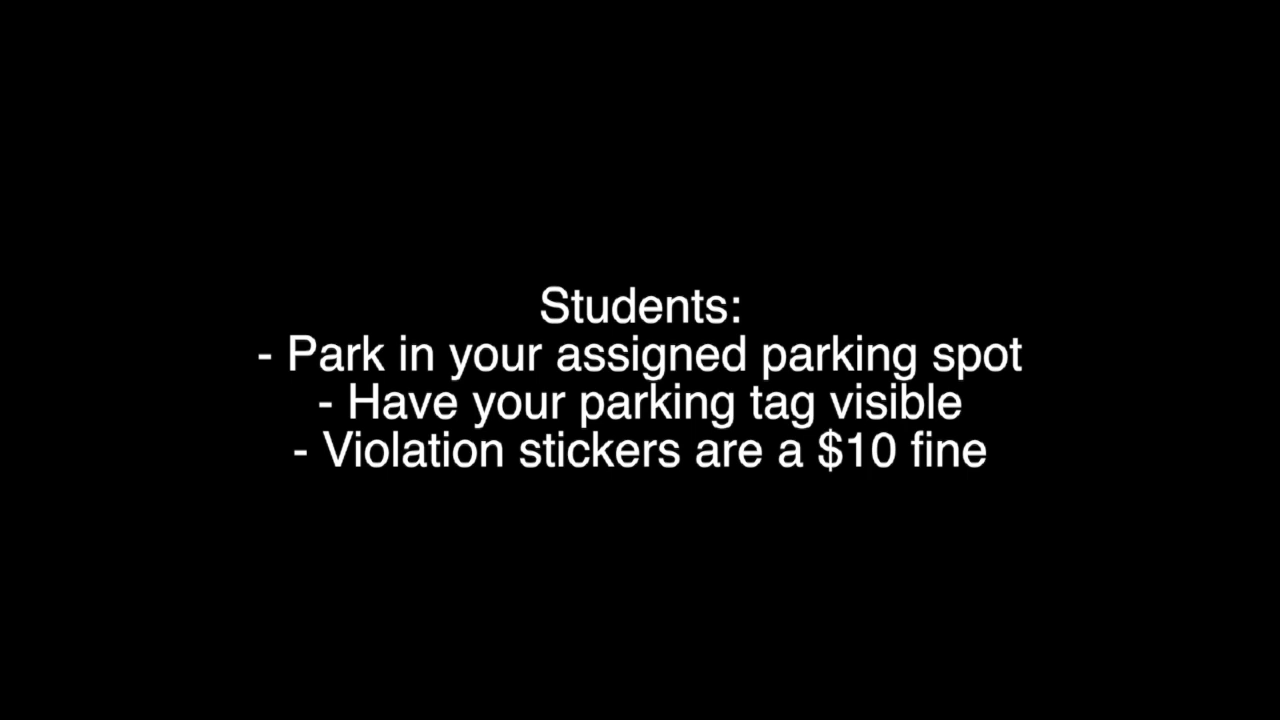 Students:
- Park in your assigned parking spot
- Have your parking tag visible
- Violation stickers are a $10 fine